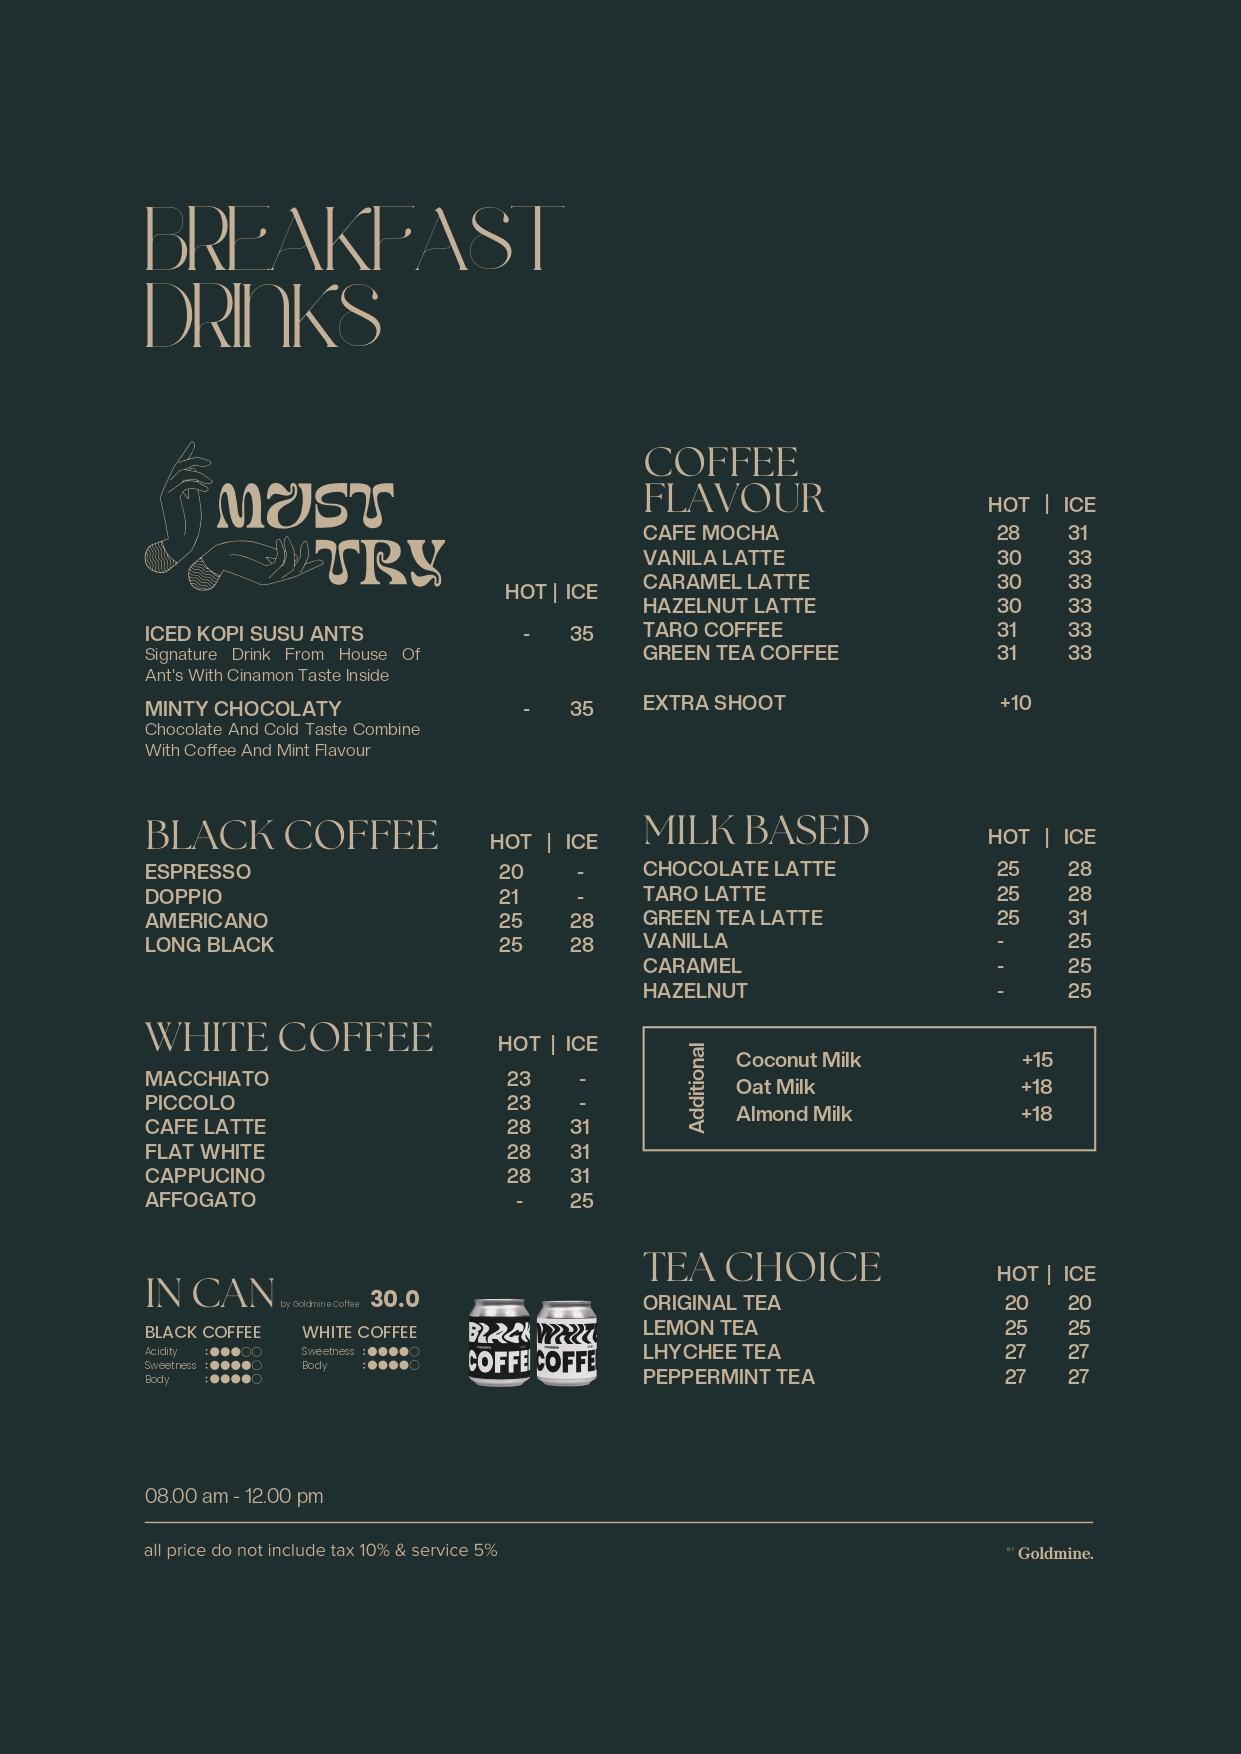 BREAKFAST
DRINKS
MUST
TRY
HOT | ICE
ICED KOPI SUSU ANTS - 35
Signature Drink From House Of
Ant's With Cinamon Taste Inside
MINTY CHOCOLATY - 35
Chocolate And Cold Taste Combine
With Coffee And Mint Flavour
BLACK COFFEE HOT | ICE
ESPRESSO 20 -
DOPPIO 21 -
AMERICANO 25 28
LONG BLACK 25 28
WHITE COFFEE HOT | ICE
MACCHIATO 23 -
PICCOLO 23 -
CAFE LATTE 28 31
FLAT WHITE 28 31
CAPPUCINO 28 31
AFFOGATO - 25
IN CAN by Goldmine Coffee 30.0
BLACK COFFEE
Acidity : ●●●○○
Sweetness : ●●●●○
Body : ●●●●○
WHITE COFFEE
Sweetness : ●●●●○
Body : ●●●●○
BLACK
COFFE
WHITE
COFFE
COFFEE
FLAVOUR HOT | ICE
CAFE MOCHA 28 31
VANILA LATTE 30 33
CARAMEL LATTE 30 33
HAZELNUT LATTE 30 33
TARO COFFEE 31 33
GREEN TEA COFFEE 31 33
EXTRA SHOOT +10
MILK BASED HOT | ICE
CHOCOLATE LATTE 25 28
TARO LATTE 25 28
GREEN TEA LATTE 25 31
VANILLA - 25
CARAMEL - 25
HAZELNUT - 25
Additional
Coconut Milk +15
Oat Milk +18
Almond Milk +18
TEA CHOICE HOT | ICE
ORIGINAL TEA 20 20
LEMON TEA 25 25
LHYCHEE TEA 27 27
PEPPERMINT TEA 27 27
08.00 am - 12.00 pm
all price do not include tax 10% & service 5%
BY Goldmine.